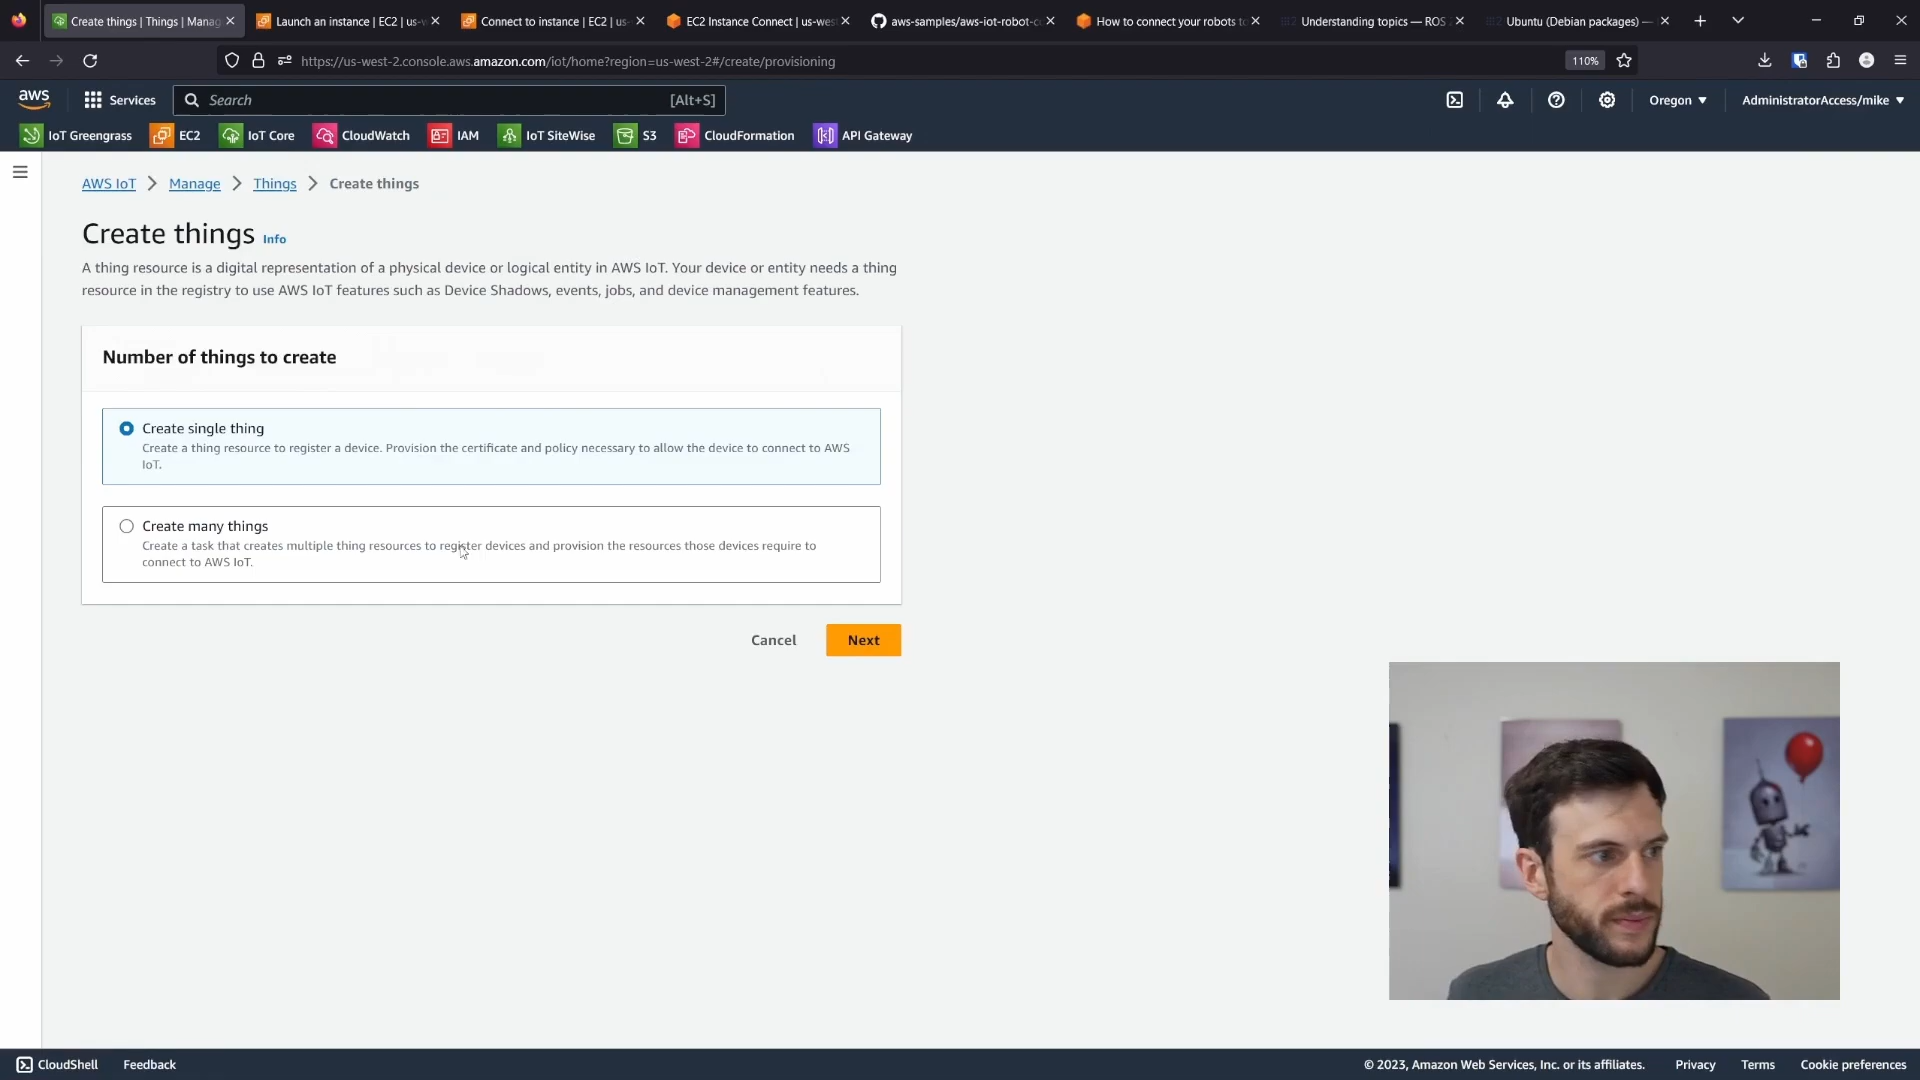 Create things | Things | Manag
Launch an instance | EC2 | us-w
Connect to instance | EC2 | us-
EC2 Instance Connect | us-wes
aws-samples/aws-iot-robot-c
How to connect your robots t
Understanding topics — ROS 2
Ubuntu (Debian packages) —
https://us-west-2.console.aws.amazon.com/iot/home?region=us-west-2#/create/provisioning
110%
aws
Services
Search
[Alt+S]
Oregon ▼
AdministratorAccess/mike ▼
IoT Greengrass
EC2
IoT Core
CloudWatch
IAM
IoT SiteWise
S3
CloudFormation
API Gateway
AWS IoT > Manage > Things > Create things
Create things Info
A thing resource is a digital representation of a physical device or logical entity in AWS IoT. Your device or entity needs a thing
resource in the registry to use AWS IoT features such as Device Shadows, events, jobs, and device management features.
Number of things to create
Create single thing
Create a thing resource to register a device. Provision the certificate and policy necessary to allow the device to connect to AWS
IoT.
Create many things
Create a task that creates multiple thing resources to register devices and provision the resources those devices require to
connect to AWS IoT.
Cancel
Next
CloudShell
Feedback
© 2023, Amazon Web Services, Inc. or its affiliates.
Privacy
Terms
Cookie preferences